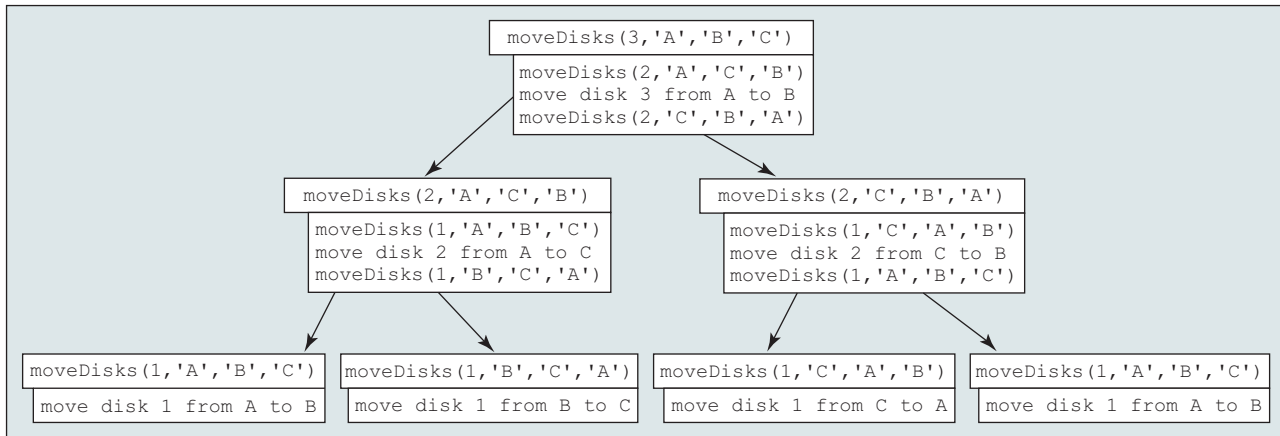 moveDisks(3,'A','B','C')
moveDisks(2,'A','C','B')
move disk 3 from A to B
moveDisks(2,'C','B','A')
moveDisks(2,'A','C','B')
moveDisks(1,'A','B','C')
move disk 2 from A to C
moveDisks(1,'B','C','A')
moveDisks(2,'C','B','A')
moveDisks(1,'C','A','B')
move disk 2 from C to B
moveDisks(1,'A','B','C')
moveDisks(1,'A','B','C')
move disk 1 from A to B
moveDisks(1,'B','C','A')
move disk 1 from B to C
moveDisks(1,'C','A','B')
move disk 1 from C to A
moveDisks(1,'A','B','C')
move disk 1 from A to B